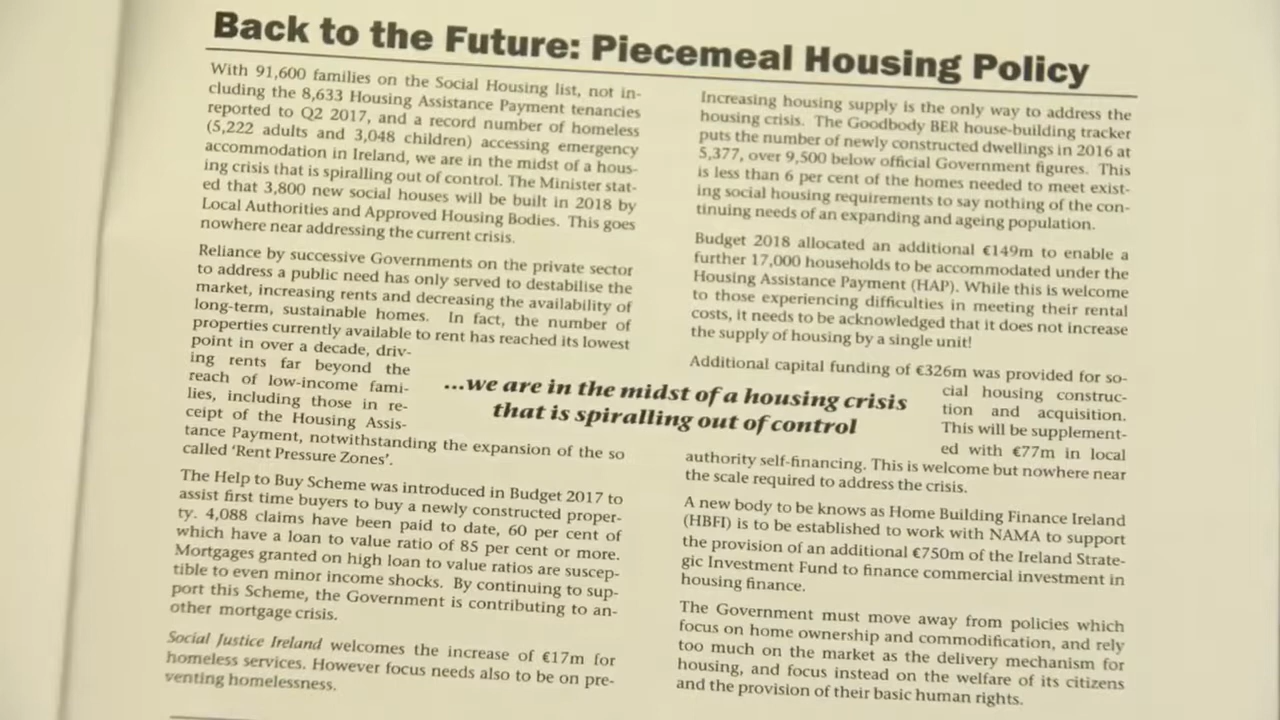 Back to the Future: Piecemeal Housing Policy
With 91,600 families on the Social Housing list, not in-
cluding the 8,633 Housing Assistance Payment tenancies
reported to Q2 2017, and a record number of homeless
(5,222 adults and 3,048 children) accessing emergency
accommodation in Ireland, we are in the midst of a hous-
ing crisis that is spiralling out of control. The Minister stat-
ed that 3,800 new social houses will be built in 2018 by
Local Authorities and Approved Housing Bodies. This goes
nowhere near addressing the current crisis.
Reliance by successive Governments on the private sector
to address a public need has only served to destabilise the
market, increasing rents and decreasing the availability of
long-term, sustainable homes. In fact, the number of
properties currently available to rent has reached its lowest
point in over a decade, driv-
ing rents far beyond the
reach of low-income fami-
lies, including those in re-
ceipt of the Housing Assis-
tance Payment, notwithstanding the expansion of the so
called ‘Rent Pressure Zones’.
The Help to Buy Scheme was introduced in Budget 2017 to
assist first time buyers to buy a newly constructed proper-
ty. 4,088 claims have been paid to date, 60 per cent of
which have a loan to value ratio of 85 per cent or more.
Mortgages granted on high loan to value ratios are suscep-
tible to even minor income shocks. By continuing to sup-
port this Scheme, the Government is contributing to an-
other mortgage crisis.
Social Justice Ireland welcomes the increase of €17m for
homeless services. However focus needs also to be on pre-
venting homelessness.
...we are in the midst of a housing crisis
that is spiralling out of control
Increasing housing supply is the only way to address the
housing crisis. The Goodbody BER house-building tracker
puts the number of newly constructed dwellings in 2016 at
5,377, over 9,500 below official Government figures. This
is less than 6 per cent of the homes needed to meet exist-
ing social housing requirements to say nothing of the con-
tinuing needs of an expanding and ageing population.
Budget 2018 allocated an additional €149m to enable a
further 17,000 households to be accommodated under the
Housing Assistance Payment (HAP). While this is welcome
to those experiencing difficulties in meeting their rental
costs, it needs to be acknowledged that it does not increase
the supply of housing by a single unit!
Additional capital funding of €326m was provided for so-
cial housing construc-
tion and acquisition.
This will be supplement-
ed with €77m in local
authority self-financing. This is welcome but nowhere near
the scale required to address the crisis.
A new body to be knows as Home Building Finance Ireland
(HBFI) is to be established to work with NAMA to support
the provision of an additional €750m of the Ireland Strate-
gic Investment Fund to finance commercial investment in
housing finance.
The Government must move away from policies which
focus on home ownership and commodification, and rely
too much on the market as the delivery mechanism for
housing, and focus instead on the welfare of its citizens
and the provision of their basic human rights.